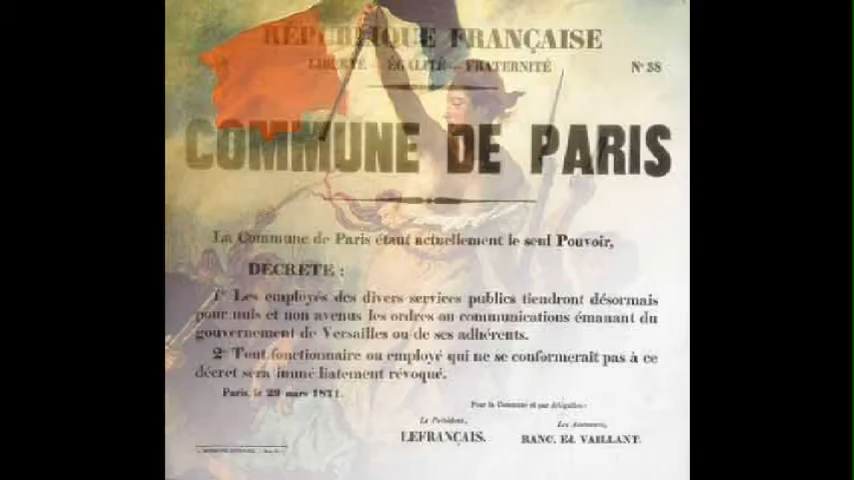 RÉPUBLIQUE FRANÇAISE
LIBERTÉ — ÉGALITÉ — FRATERNITÉ
N° 38
COMMUNE DE PARIS
La Commune de Paris étant actuellement le seul Pouvoir,
DÉCRÈTE :
1° Les employés des divers services publics tiendront désormais
pour nuls et non avenus les ordres ou communications émanant du
gouvernement de Versailles ou de ses adhérents.
2° Tout fonctionnaire ou employé qui ne se conformerait pas à ce
décret sera immédiatement révoqué.
Paris, le 29 mars 1871.
Pour la Commune et par délégation:
Le Président,
LEFRANÇAIS.
Les Assesseurs,
RANC, Ed. VAILLANT.